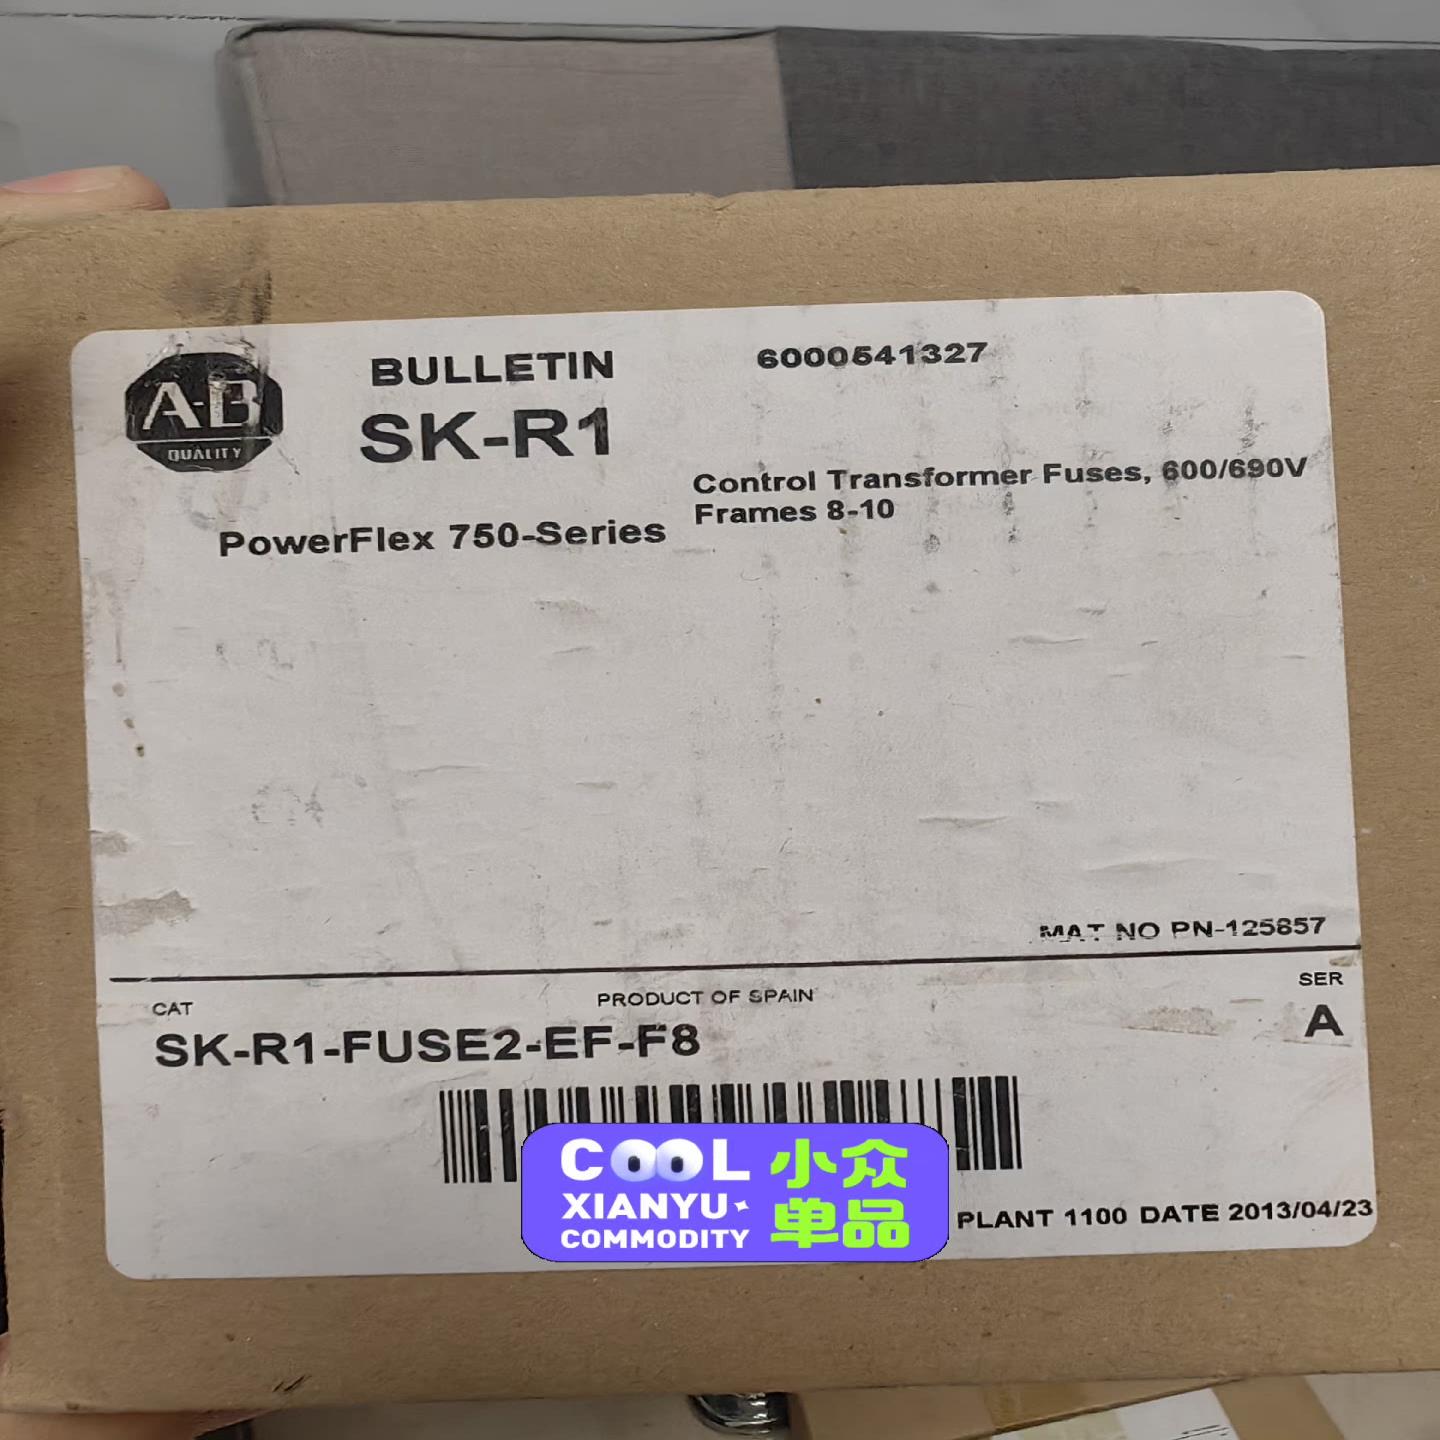 A-B
QUALITY
BULLETIN
SK-R1
PowerFlex 750-Series
6000541327
Control Transformer Fuses, 600/690V
Frames 8-10
MAT NO PN-125857
CAT
PRODUCT OF SPAIN
SER
SK-R1-FUSE2-EF-F8
A
COOL
XIANYU
COMMODITY
小众
单品
PLANT 1100 DATE 2013/04/23